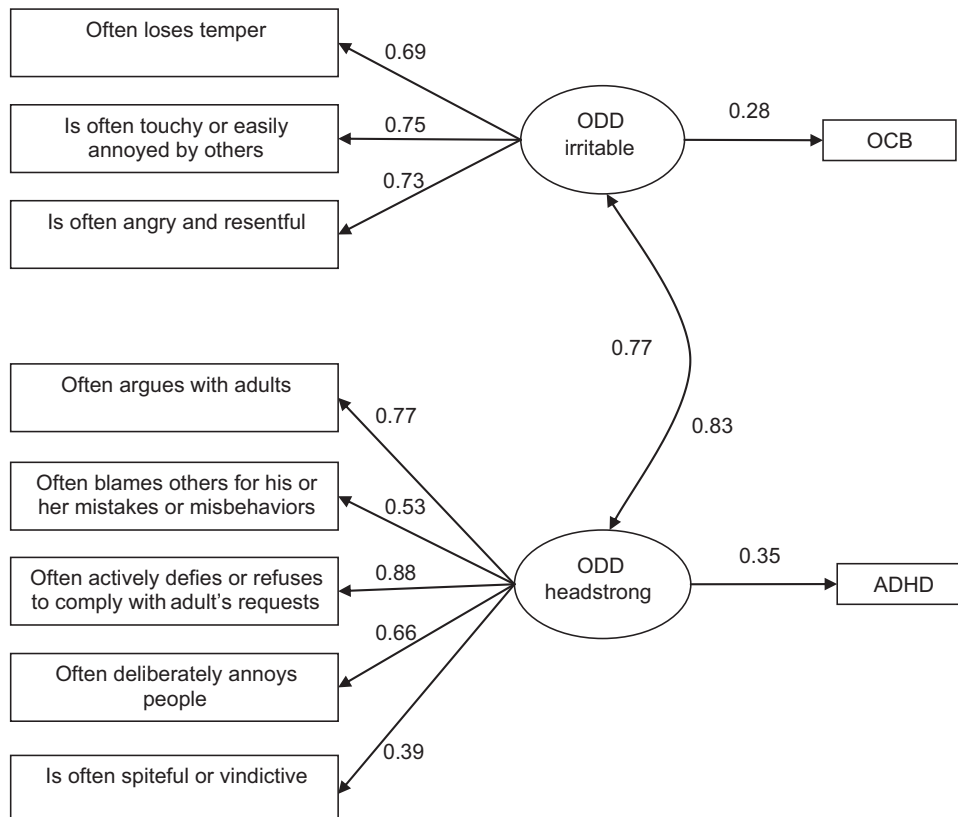 Often loses temper
0.69
Is often touchy or easily
annoyed by others
0.75
Is often angry and resentful
0.73
ODD
irritable
0.28
OCB
0.77
0.83
Often argues with adults
0.77
Often blames others for his or
her mistakes or misbehaviors
0.53
Often actively defies or refuses
to comply with adult's requests
0.88
Often deliberately annoys
people
0.66
Is often spiteful or vindictive
0.39
ODD
headstrong
0.35
ADHD